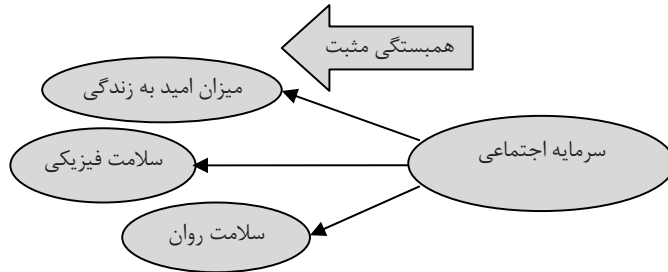 همبستگی مثبت
میزان امید به زندگی
سرمایه اجتماعی
سلامت فیزیکی
سلامت روان